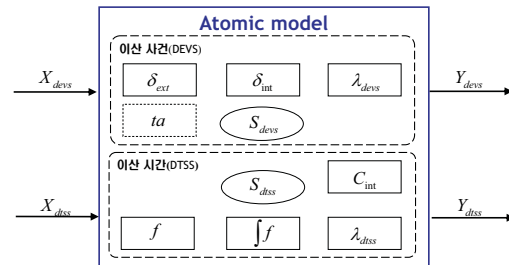 Atomic model
이산 사건(DEVS)
X_devs
δ_ext δ_int λ_devs
Y_devs
ta S_devs
이산 시간(DTSS)
S_dtss C_int
X_dtss
Y_dtss
f ∫f λ_dtss